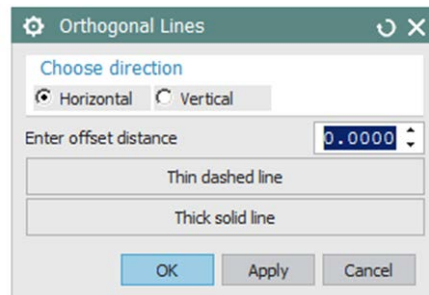 Orthogonal Lines
Choose direction
Horizontal Vertical
Enter offset distance 0.0000
Thin dashed line
Thick solid line
OK Apply Cancel